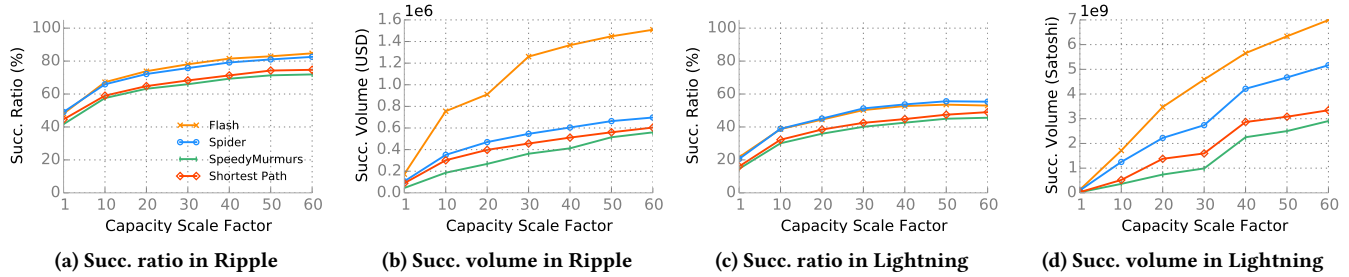 Succ. Ratio (%)
100
80
60
40
20
0
Flash
Spider
SpeedyMurmurs
Shortest Path
1 10 20 30 40 50 60
Capacity Scale Factor
(a) Succ. ratio in Ripple
1e6
Succ. Volume (USD)
1.6
1.4
1.2
1.0
0.8
0.6
0.4
0.2
0.0
1 10 20 30 40 50 60
Capacity Scale Factor
(b) Succ. volume in Ripple
Succ. Ratio (%)
100
80
60
40
20
0
1 10 20 30 40 50 60
Capacity Scale Factor
(c) Succ. ratio in Lightning
1e9
Succ. Volume (Satoshi)
7
6
5
4
3
2
1
0
1 10 20 30 40 50 60
Capacity Scale Factor
(d) Succ. volume in Lightning